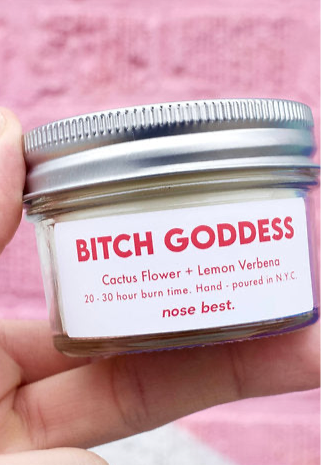 BITCH GODDESS
Cactus Flower + Lemon Verbena
20 - 30 hour burn time. Hand - poured in N.Y.C.
nose best.